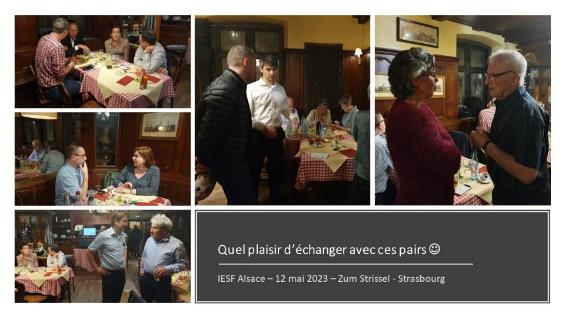 Quel plaisir d'échanger avec ces pairs ☺
IESF Alsace – 12 mai 2023 – Zum Strissel - Strasbourg